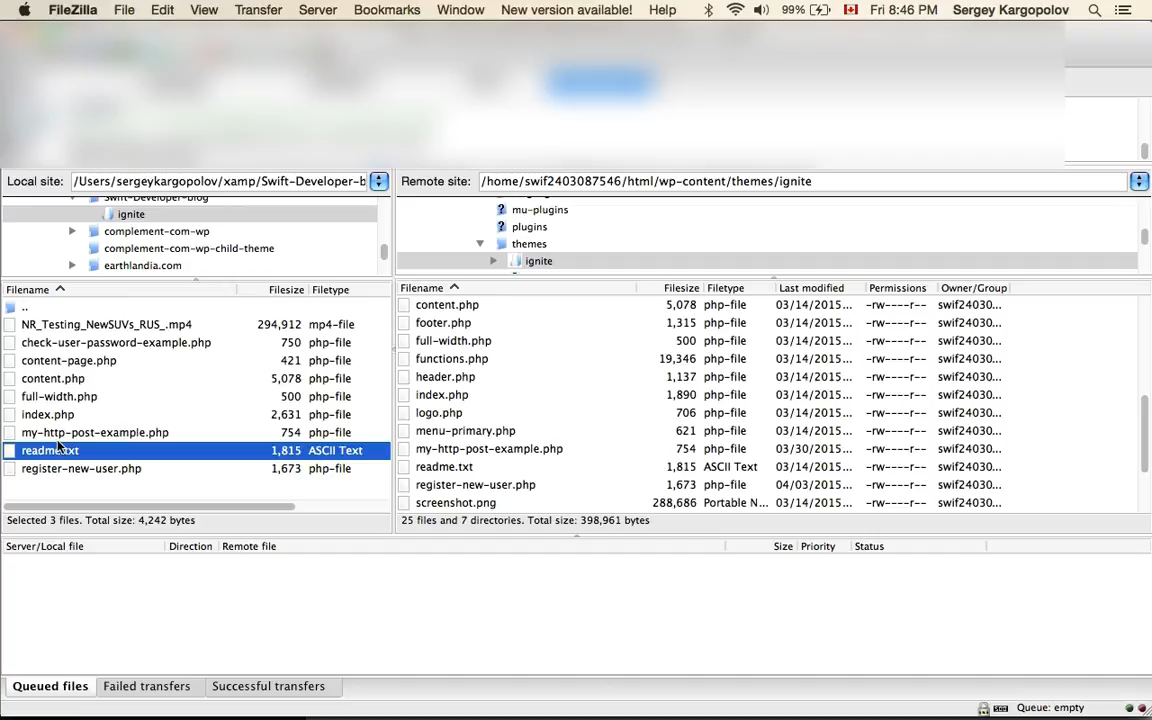 FileZilla File Edit View Transfer Server Bookmarks Window New version available! Help 99% Fri 8:46 PM Sergey Kargopolov
Local site: /Users/sergeykargopolov/xamp/Swift-Developer-b
Remote site: /home/swif2403087546/html/wp-content/themes/ignite
Swift-Developer-blog
ignite
complement-com-wp
complement-com-wp-child-theme
earthlandia.com
? mu-plugins
? plugins
themes
ignite
Filename Filesize Filetype
..
NR_Testing_NewSUVs_RUS_.mp4 294,912 mp4-file
check-user-password-example.php 750 php-file
content-page.php 421 php-file
content.php 5,078 php-file
full-width.php 500 php-file
index.php 2,631 php-file
my-http-post-example.php 754 php-file
readme.txt 1,815 ASCII Text
register-new-user.php 1,673 php-file
Selected 3 files. Total size: 4,242 bytes
Filename Filesize Filetype Last modified Permissions Owner/Group
content.php 5,078 php-file 03/14/2015... -rw----r-- swif24030...
footer.php 1,315 php-file 03/14/2015... -rw----r-- swif24030...
full-width.php 500 php-file 03/14/2015... -rw----r-- swif24030...
functions.php 19,346 php-file 03/14/2015... -rw----r-- swif24030...
header.php 1,137 php-file 03/14/2015... -rw----r-- swif24030...
index.php 1,890 php-file 03/14/2015... -rw----r-- swif24030...
logo.php 706 php-file 03/14/2015... -rw----r-- swif24030...
menu-primary.php 621 php-file 03/14/2015... -rw----r-- swif24030...
my-http-post-example.php 754 php-file 03/30/2015... -rw----r-- swif24030...
readme.txt 1,815 ASCII Text 03/14/2015... -rw----r-- swif24030...
register-new-user.php 1,673 php-file 04/03/2015... -rw----r-- swif24030...
screenshot.png 288,686 Portable N... 03/14/2015... -rw----r-- swif24030...
25 files and 7 directories. Total size: 398,961 bytes
Server/Local file Direction Remote file Size Priority Status
Queued files Failed transfers Successful transfers
Queue: empty